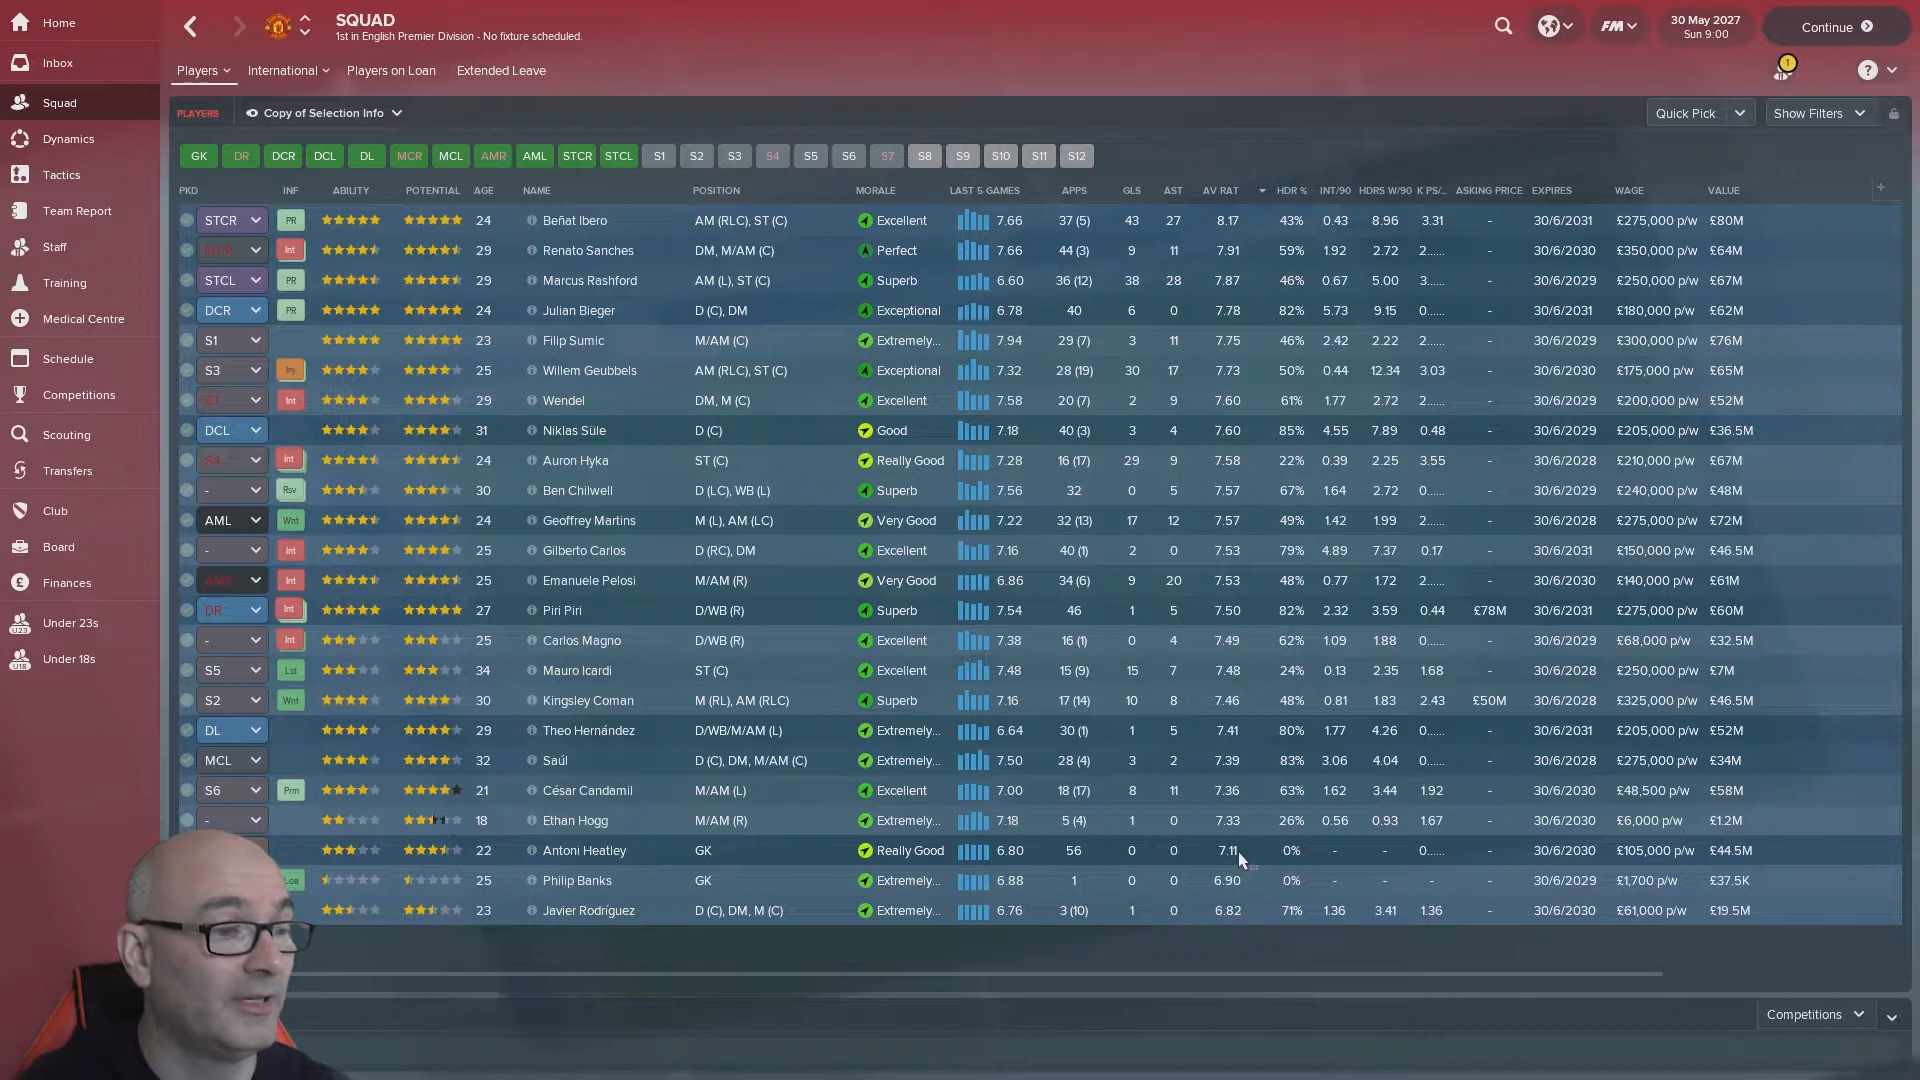 Home
Inbox
Squad
Dynamics
Tactics
Team Report
Staff
Training
Medical Centre
Schedule
Competitions
Scouting
Transfers
Club
Board
Finances
Under 23s
Under 18s
SQUAD
1st in English Premier Division - No fixture scheduled.
FM
30 May 2027
Sun 9:00
Continue
Players International Players on Loan Extended Leave
1
?
PLAYERS Copy of Selection Info Quick Pick Show Filters
GK DR DCR DCL DL MCR MCL AMR AML STCR STCL S1 S2 S3 S4 S5 S6 S7 S8 S9 S10 S11 S12
PKD INF ABILITY POTENTIAL AGE NAME POSITION MORALE LAST 5 GAMES APPS GLS AST AV RAT HDR % INT/90 HDRS W/90 K PS/... ASKING PRICE EXPIRES WAGE VALUE
STCR PR 24 Beñat Ibero AM (RLC), ST (C) Excellent 7.66 37 (5) 43 27 8.17 43% 0.43 8.96 3.31 - 30/6/2031 £275,000 p/w £80M
MCR Int 29 Renato Sanches DM, M/AM (C) Perfect 7.66 44 (3) 9 11 7.91 59% 1.92 2.72 2...... - 30/6/2030 £350,000 p/w £64M
STCL PR 29 Marcus Rashford AM (L), ST (C) Superb 6.60 36 (12) 38 28 7.87 46% 0.67 5.00 3...... - 30/6/2029 £250,000 p/w £67M
DCR PR 24 Julian Bieger D (C), DM Exceptional 6.78 40 6 0 7.78 82% 5.73 9.15 0...... - 30/6/2031 £180,000 p/w £62M
S1 23 Filip Sumic M/AM (C) Extremely... 7.94 29 (7) 3 11 7.75 46% 2.42 2.22 2...... - 30/6/2029 £300,000 p/w £76M
S3 Inj 25 Willem Geubbels AM (RLC), ST (C) Exceptional 7.32 28 (19) 30 17 7.73 50% 0.44 12.34 3.03 - 30/6/2030 £175,000 p/w £65M
S7 Int 29 Wendel DM, M (C) Excellent 7.58 20 (7) 2 9 7.60 61% 1.77 2.72 2...... - 30/6/2029 £200,000 p/w £52M
DCL 31 Niklas Süle D (C) Good 7.18 40 (3) 3 4 7.60 85% 4.55 7.89 0.48 - 30/6/2029 £205,000 p/w £36.5M
S4 Int 24 Auron Hyka ST (C) Really Good 7.28 16 (17) 29 9 7.58 22% 0.39 2.25 3.55 - 30/6/2028 £210,000 p/w £67M
- Rsv 30 Ben Chilwell D (LC), WB (L) Superb 7.56 32 0 5 7.57 67% 1.64 2.72 0...... - 30/6/2029 £240,000 p/w £48M
AML Wnt 24 Geoffrey Martins M (L), AM (LC) Very Good 7.22 32 (13) 17 12 7.57 49% 1.42 1.99 2...... - 30/6/2028 £275,000 p/w £72M
- Int 25 Gilberto Carlos D (RC), DM Excellent 7.16 40 (1) 2 0 7.53 79% 4.89 7.37 0.17 - 30/6/2031 £150,000 p/w £46.5M
AMR Int 25 Emanuele Pelosi M/AM (R) Very Good 6.86 34 (6) 9 20 7.53 48% 0.77 1.72 2...... - 30/6/2030 £140,000 p/w £61M
DR Int 27 Piri Piri D/WB (R) Superb 7.54 46 1 5 7.50 82% 2.32 3.59 0.44 £78M 30/6/2031 £275,000 p/w £60M
- Int 25 Carlos Magno D/WB (R) Excellent 7.38 16 (1) 0 4 7.49 62% 1.09 1.88 0...... - 30/6/2029 £68,000 p/w £32.5M
S5 Lst 34 Mauro Icardi ST (C) Excellent 7.48 15 (9) 15 7 7.48 24% 0.13 2.35 1.68 - 30/6/2028 £250,000 p/w £7M
S2 Wnt 30 Kingsley Coman M (RL), AM (RLC) Superb 7.16 17 (14) 10 8 7.46 48% 0.81 1.83 2.43 £50M 30/6/2028 £325,000 p/w £46.5M
DL 29 Theo Hernández D/WB/M/AM (L) Extremely... 6.64 30 (1) 1 5 7.41 80% 1.77 4.26 0...... - 30/6/2031 £205,000 p/w £52M
MCL 32 Saúl D (C), DM, M/AM (C) Extremely... 7.50 28 (4) 3 2 7.39 83% 3.06 4.04 0...... - 30/6/2028 £275,000 p/w £34M
S6 Prm 21 César Candamil M/AM (L) Excellent 7.00 18 (17) 8 11 7.36 63% 1.62 3.44 1.92 - 30/6/2030 £48,500 p/w £58M
- 18 Ethan Hogg M/AM (R) Extremely... 7.18 5 (4) 1 0 7.33 26% 0.56 0.93 1.67 - 30/6/2030 £6,000 p/w £1.2M
22 Antoni Heatley GK Really Good 6.80 56 0 0 7.11 0% - - 0...... - 30/6/2030 £105,000 p/w £44.5M
Loa 25 Philip Banks GK Extremely... 6.88 1 0 0 6.90 0% - - - - 30/6/2029 £1,700 p/w £37.5K
23 Javier Rodríguez D (C), DM, M (C) Extremely... 6.76 3 (10) 1 0 6.82 71% 1.36 3.41 1.36 - 30/6/2030 £61,000 p/w £19.5M
Competitions